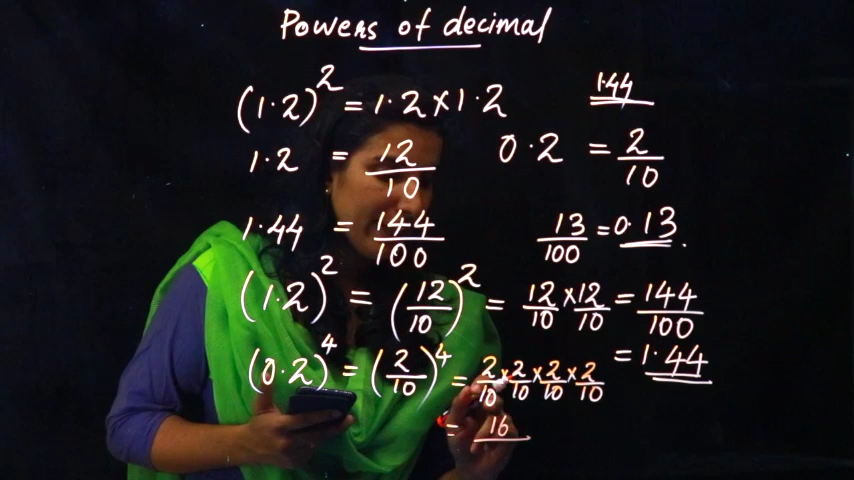 Powers of decimal
(1.2)² = 1.2×1.2 1.44
1.2 = 12/10 0.2 = 2/10
1.44 = 144/100 13/100 = 0.13.
(1.2)² = (12/10)² = 12/10 × 12/10 = 144/100
= 1.44
(0.2)⁴ = (2/10)⁴ = 2/10 × 2/10 × 2/10 × 2/10
= 16